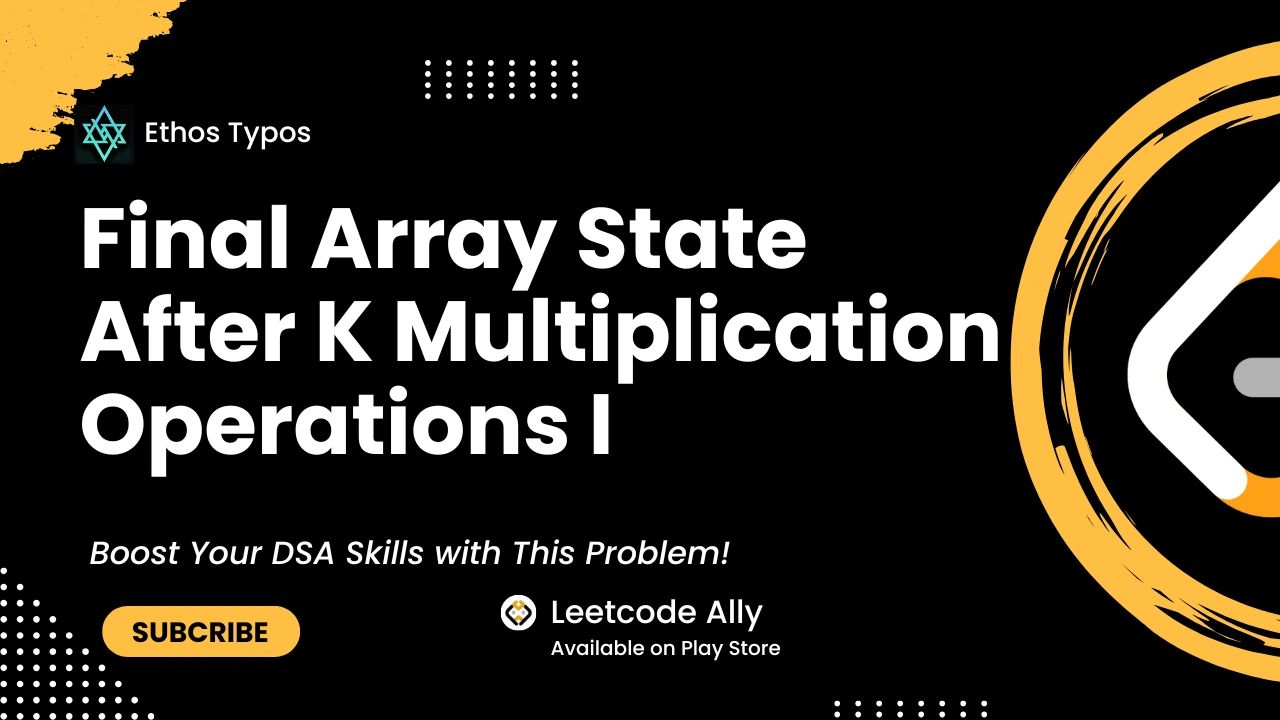 Ethos Typos
Final Array State
After K Multiplication
Operations I
Boost Your DSA Skills with This Problem!
SUBCRIBE
Leetcode Ally
Available on Play Store